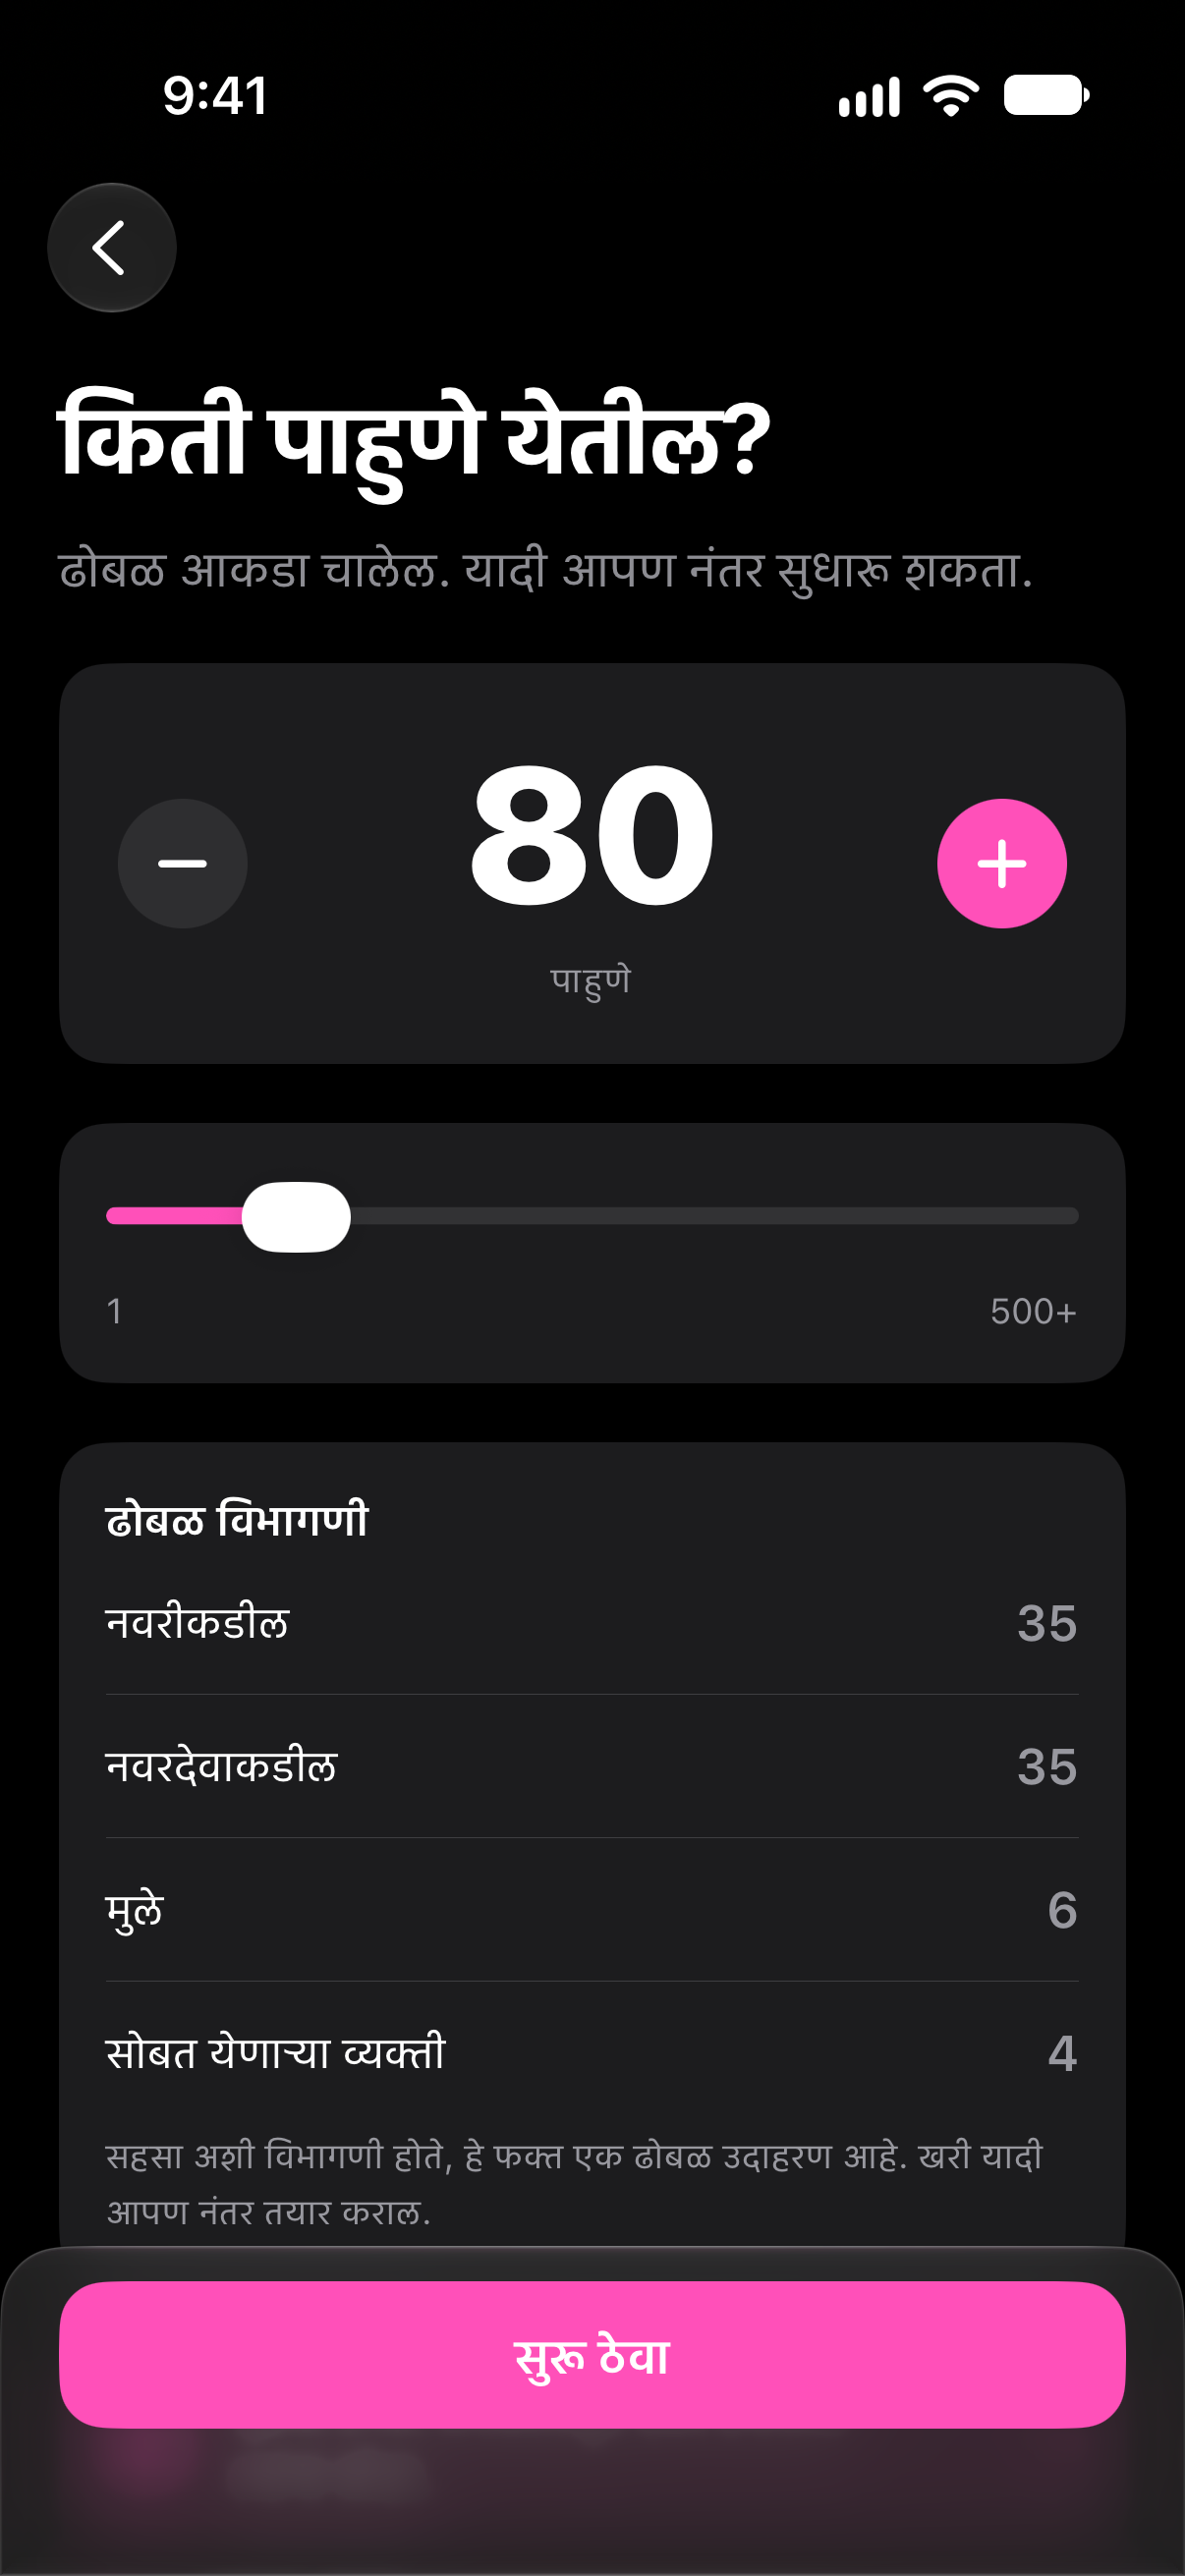 9:41
किती पाहुणे येतील?
ढोबळ आकडा चालेल. यादी आपण नंतर सुधारू शकता.
80
पाहुणे
1
500+
ढोबळ विभागणी
नवरीकडील
35
नवरदेवाकडील
35
मुले
6
सोबत येणाऱ्या व्यक्ती
4
सहसा अशी विभागणी होते, हे फक्त एक ढोबळ उदाहरण आहे. खरी यादी
आपण नंतर तयार कराल.
सुरू ठेवा